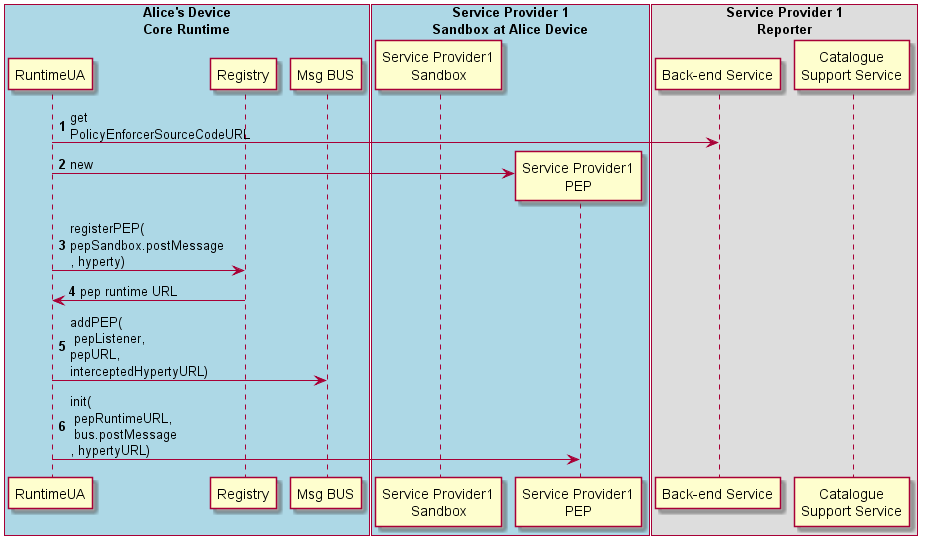 Alice's Device
Core Runtime
Service Provider 1
Sandbox at Alice Device
Service Provider 1
Reporter
RuntimeUA
Registry
Msg BUS
Service Provider1
Sandbox
Back-end Service
Catalogue
Support Service
1 get
PolicyEnforcerSourceCodeURL
2 new
Service Provider1
PEP
registerPEP(
3 pepSandbox.postMessage
, hyperty)
4 pep runtime URL
addPEP(
pepListener,
5 pepURL,
interceptedHypertyURL)
init(
pepRuntimeURL,
6 bus.postMessage
, hypertyURL)
RuntimeUA
Registry
Msg BUS
Service Provider1
Sandbox
Service Provider1
PEP
Back-end Service
Catalogue
Support Service